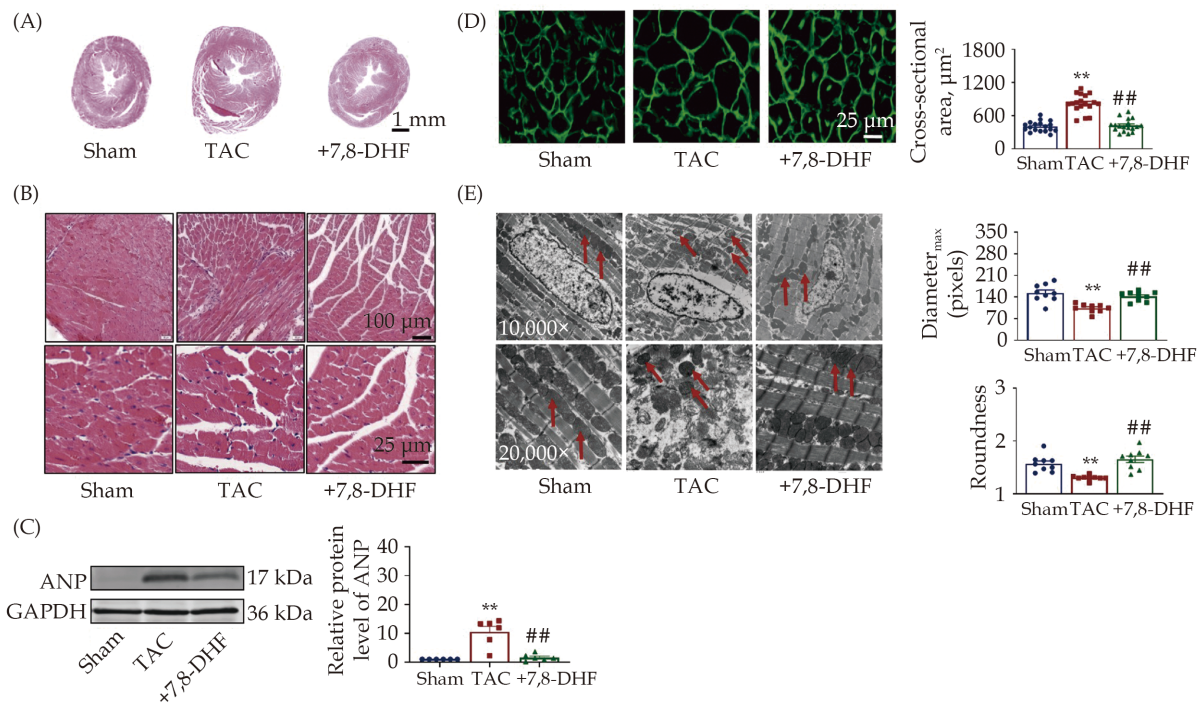 (A)
Sham
TAC
+7,8-DHF
1 mm
(B)
100 μm
25 μm
Sham
TAC
+7,8-DHF
(C)
ANP
17 kDa
GAPDH
36 kDa
Sham
TAC
+7,8-DHF
Relative protein
level of ANP
40
30
20
10
0
**
##
Sham
TAC
+7,8-DHF
(D)
25 μm
Sham
TAC
+7,8-DHF
Cross-sectional
area, μm²
1800
1200
600
0
**
##
Sham
TAC
+7,8-DHF
(E)
10,000×
20,000×
Sham
TAC
+7,8-DHF
Diameter max
(pixels)
350
280
210
140
70
0
**
##
Sham
TAC
+7,8-DHF
Roundness
3
2
1
**
##
Sham
TAC
+7,8-DHF